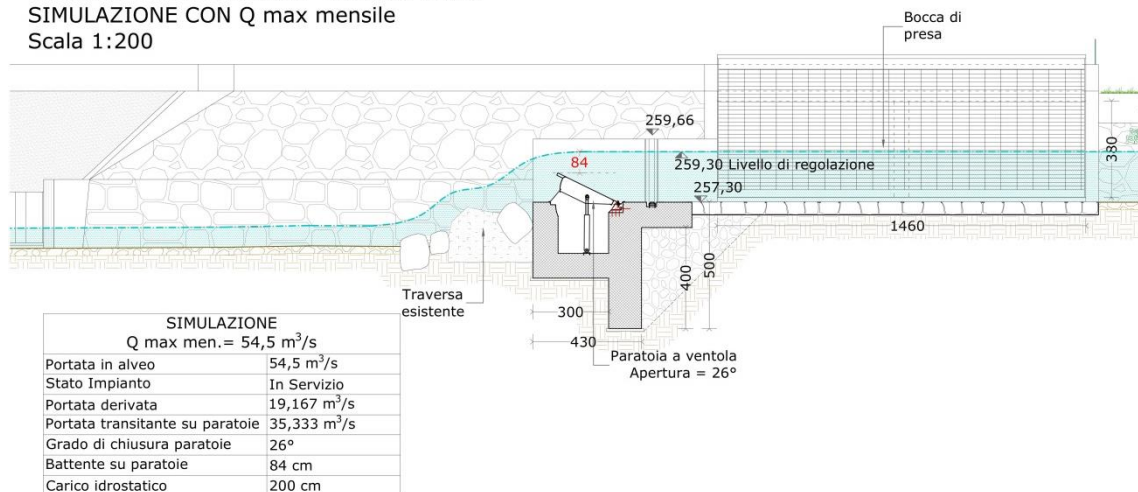 SIMULAZIONE CON Q max mensile
Scala 1:200
Bocca di
presa
259,66
84
259,30 Livello di regolazione
257,30
380
1460
400
500
300
430
Traversa
esistente
Paratoia a ventola
Apertura = 26°
SIMULAZIONE
Q max men.= 54,5 m³/s
Portata in alveo 54,5 m³/s
Stato Impianto In Servizio
Portata derivata 19,167 m³/s
Portata transitante su paratoie 35,333 m³/s
Grado di chiusura paratoie 26°
Battente su paratoie 84 cm
Carico idrostatico 200 cm